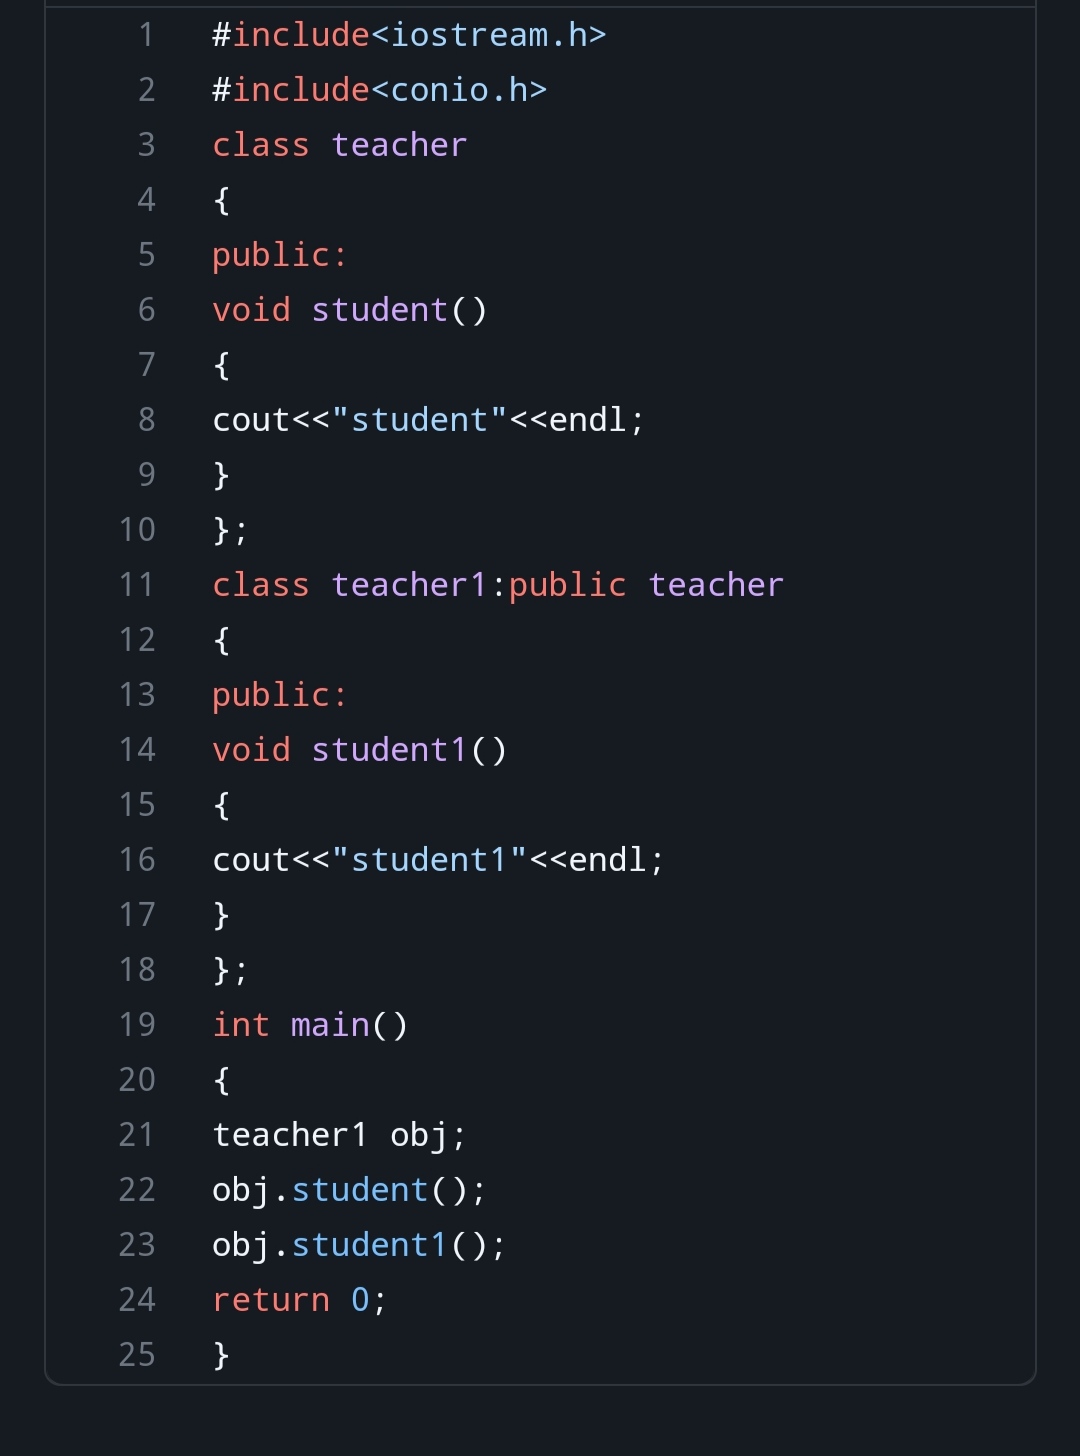 1 #include<iostream.h>
2 #include<conio.h>
3 class teacher
4 {
5 public:
6 void student()
7 {
8 cout<<"student"<<endl;
9 }
10 };
11 class teacher1:public teacher
12 {
13 public:
14 void student1()
15 {
16 cout<<"student1"<<endl;
17 }
18 };
19 int main()
20 {
21 teacher1 obj;
22 obj.student();
23 obj.student1();
24 return 0;
25 }